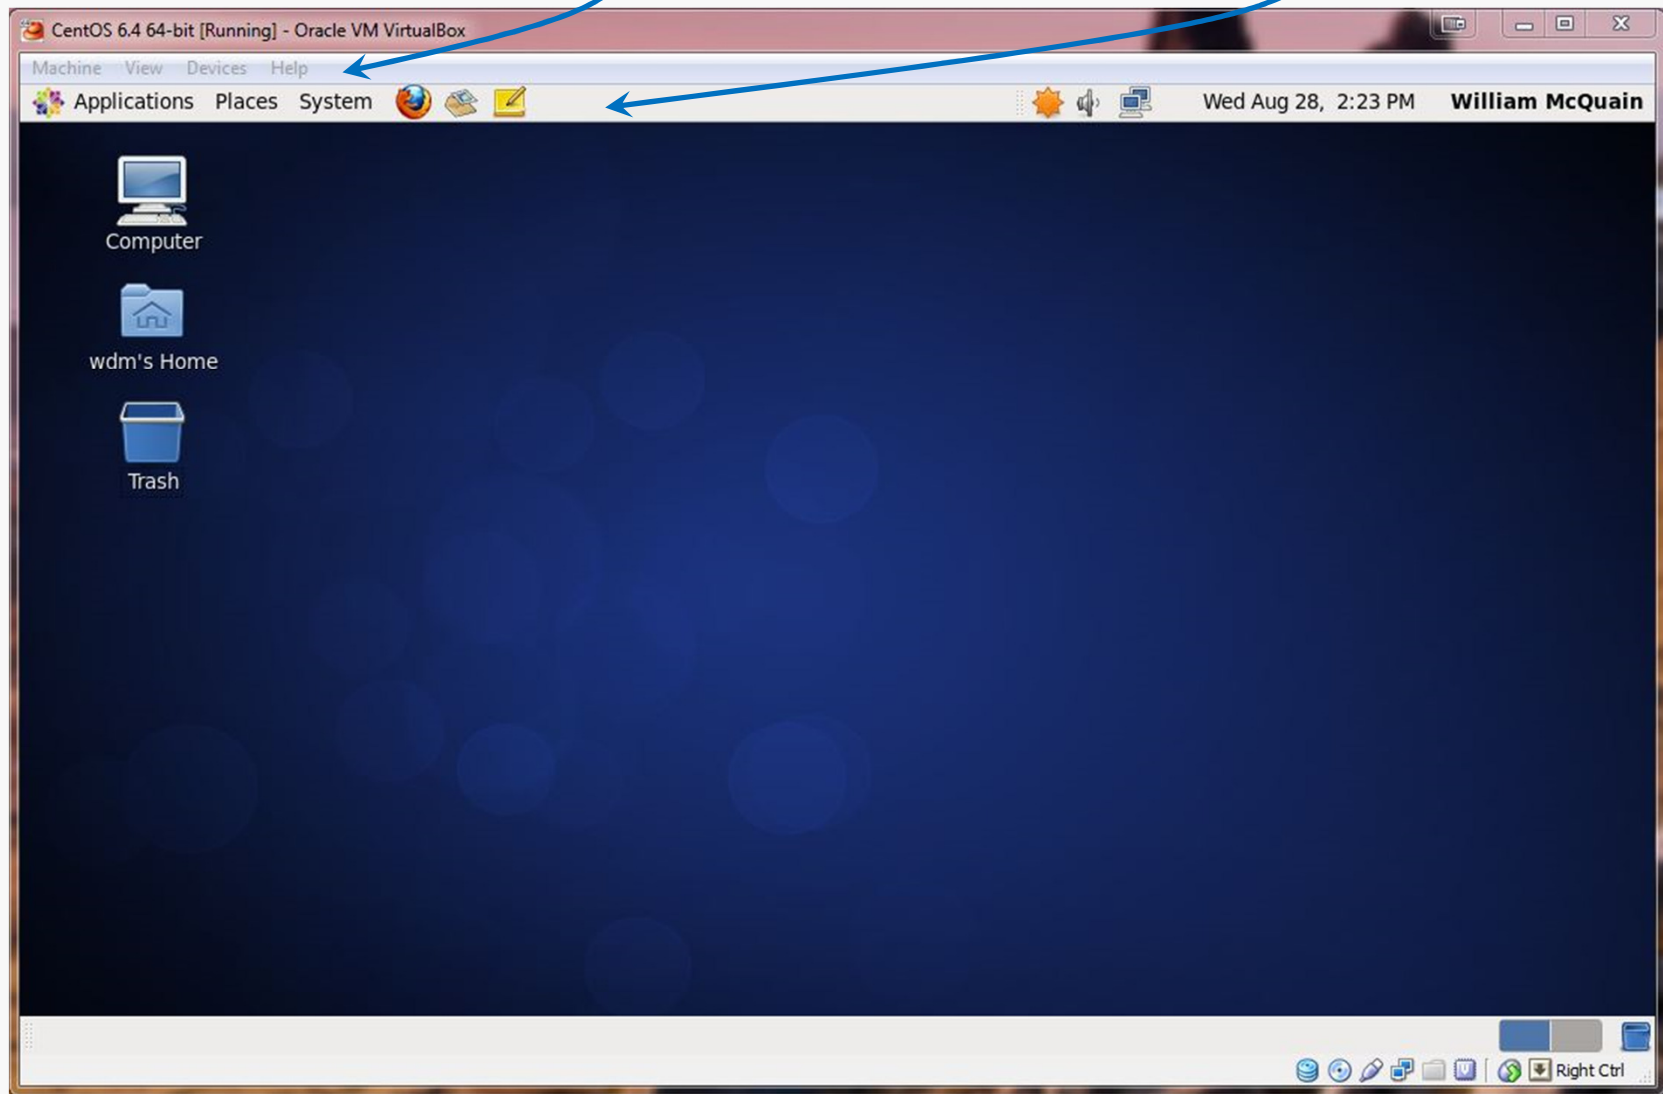 CentOS 6.4 64-bit [Running] - Oracle VM VirtualBox
Machine View Devices Help
Applications Places System Wed Aug 28, 2:23 PM William McQuain
Computer
wdm's Home
Trash
Right Ctrl